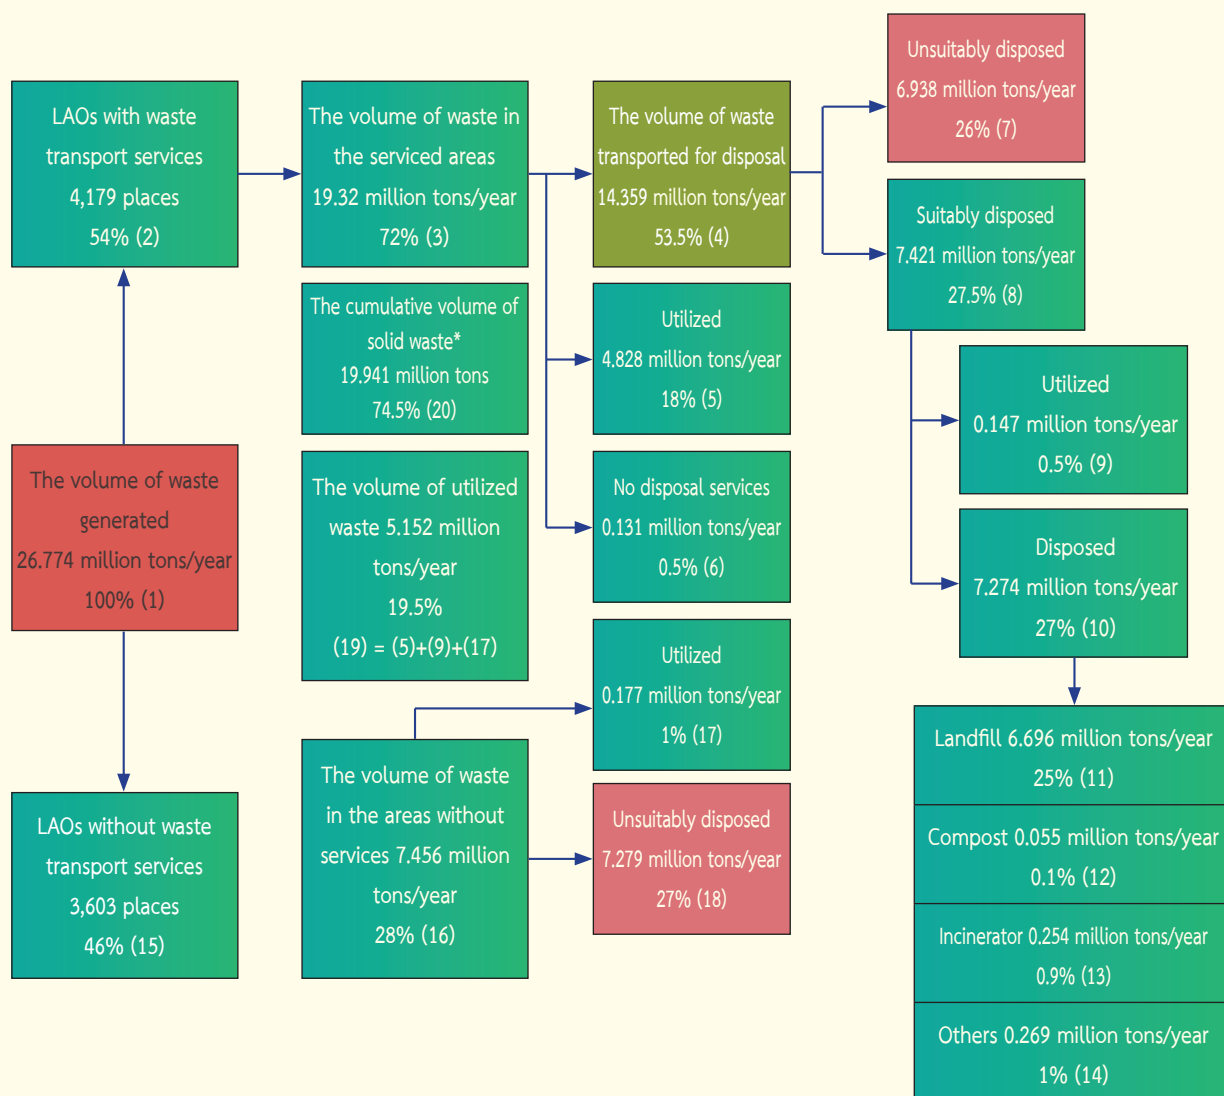 LAOs with waste
transport services
4,179 places
54% (2)
The volume of waste in
the serviced areas
19.32 million tons/year
72% (3)
The volume of waste
transported for disposal
14.359 million tons/year
53.5% (4)
Unsuitably disposed
6.938 million tons/year
26% (7)
Suitably disposed
7.421 million tons/year
27.5% (8)
The cumulative volume of
solid waste*
19.941 million tons
74.5% (20)
Utilized
4.828 million tons/year
18% (5)
Utilized
0.147 million tons/year
0.5% (9)
The volume of waste
generated
26.774 million tons/year
100% (1)
The volume of utilized
waste 5.152 million
tons/year
19.5%
(19) = (5)+(9)+(17)
No disposal services
0.131 million tons/year
0.5% (6)
Disposed
7.274 million tons/year
27% (10)
Utilized
0.177 million tons/year
1% (17)
LAOs without waste
transport services
3,603 places
46% (15)
The volume of waste
in the areas without
services 7.456 million
tons/year
28% (16)
Unsuitably disposed
7.279 million tons/year
27% (18)
Landfill 6.696 million tons/year
25% (11)
Compost 0.055 million tons/year
0.1% (12)
Incinerator 0.254 million tons/year
0.9% (13)
Others 0.269 million tons/year
1% (14)